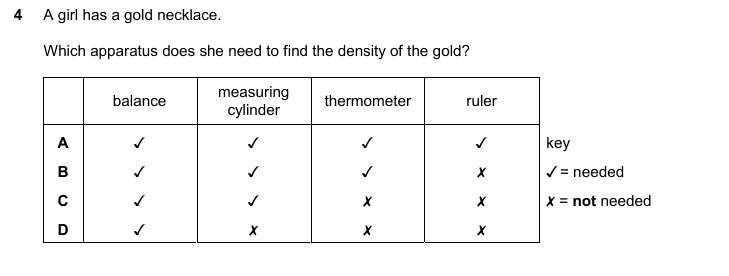 4 A girl has a gold necklace.
Which apparatus does she need to find the density of the gold?
balance measuring cylinder thermometer ruler
A ✓ ✓ ✓ ✓ key
B ✓ ✓ ✓ ✗ ✓ = needed
C ✓ ✓ ✗ ✗ ✗ = not needed
D ✓ ✗ ✗ ✗